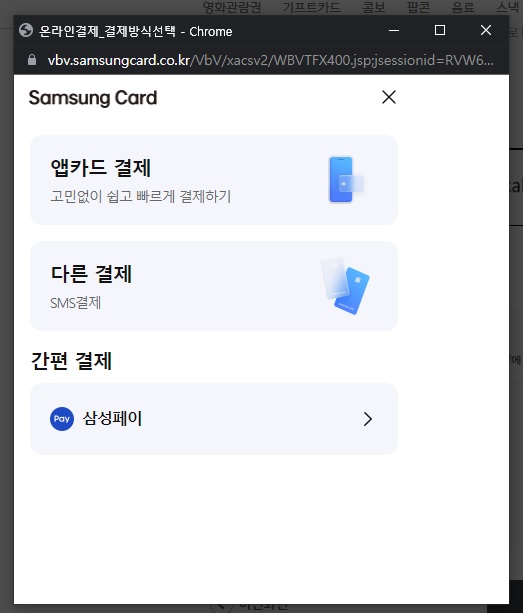 영화관람권 기프트카드 콤보 팝콘 음료 스낵
온라인결제_결제방식선택 - Chrome
vbv.samsungcard.co.kr/VbV/xacsv2/WBVTFX400.jsp;jsessionid=RVW6...
Samsung Card
앱카드 결제
고민없이 쉽고 빠르게 결제하기
다른 결제
SMS결제
간편 결제
Pay 삼성페이